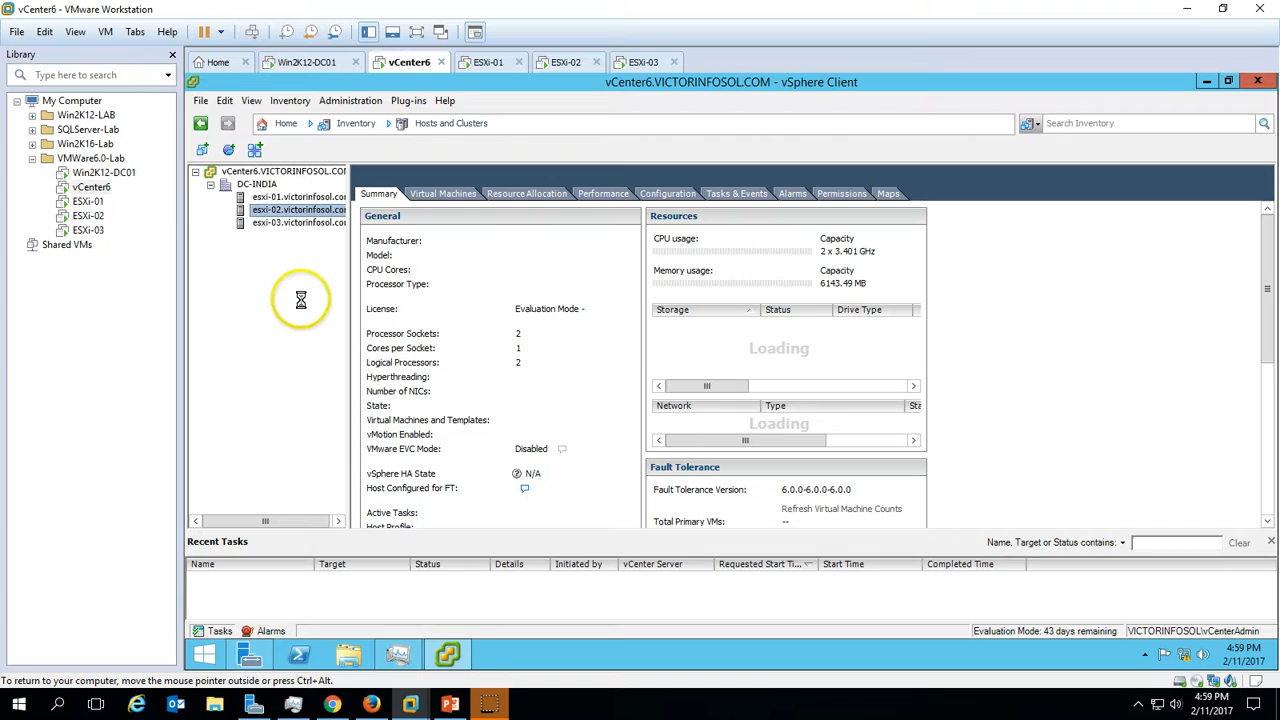 vCenter6 - VMware Workstation
File Edit View VM Tabs Help
Library
Type here to search
My Computer
Win2K12-LAB
SQLServer-Lab
Win2K16-Lab
VMWare6.0-Lab
Win2K12-DC01
vCenter6
ESXi-01
ESXi-02
ESXi-03
Shared VMs
Home Win2K12-DC01 vCenter6 ESXi-01 ESXi-02 ESXi-03
vCenter6.VICTORINFOSOL.COM - vSphere Client
File Edit View Inventory Administration Plug-ins Help
Home Inventory Hosts and Clusters
Search Inventory
vCenter6.VICTORINFOSOL.COM
DC-INDIA
esxi-01.victorinfosol.com
esxi-02.victorinfosol.com
esxi-03.victorinfosol.com
Summary Virtual Machines Resource Allocation Performance Configuration Tasks & Events Alarms Permissions Maps
General
Manufacturer:
Model:
CPU Cores:
Processor Type:
License: Evaluation Mode -
Processor Sockets: 2
Cores per Socket: 1
Logical Processors: 2
Hyperthreading:
Number of NICs:
State:
Virtual Machines and Templates:
vMotion Enabled:
VMware EVC Mode: Disabled
vSphere HA State N/A
Host Configured for FT:
Active Tasks:
Host Profile:
Resources
CPU usage: Capacity
2 x 3.401 GHz
Memory usage: Capacity
6143.49 MB
Storage Status Drive Type
Loading
Network Type Sta
Loading
Fault Tolerance
Fault Tolerance Version: 6.0.0-6.0.0-6.0.0
Refresh Virtual Machine Counts
Total Primary VMs: --
Recent Tasks
Name, Target or Status contains: Clear
Name Target Status Details Initiated by vCenter Server Requested Start Ti... Start Time Completed Time
Tasks Alarms
Evaluation Mode: 43 days remaining VICTORINFOSOL\vCenterAdmin
4:59 PM
2/11/2017
To return to your computer, move the mouse pointer outside or press Ctrl+Alt.
4:59 PM
2/11/2017